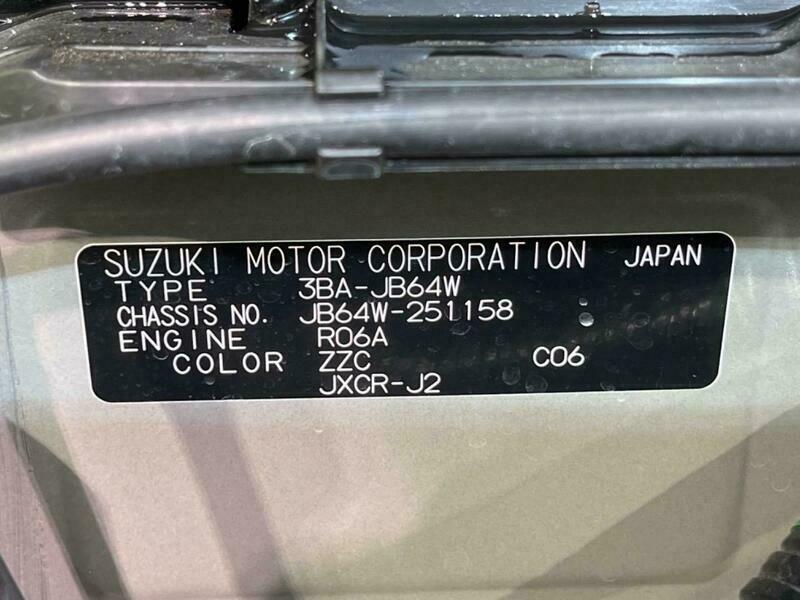 SUZUKI MOTOR CORPORATION JAPAN
TYPE 3BA-JB64W
CHASSIS NO. JB64W-251158
ENGINE R06A
COLOR ZZC C06
JXCR-J2